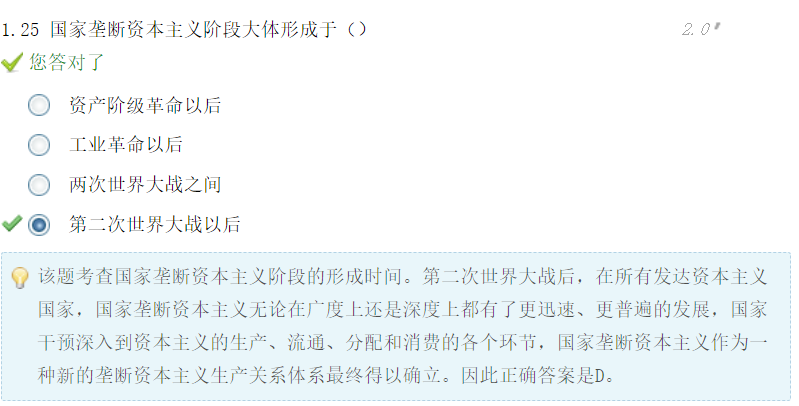 1.25 国家垄断资本主义阶段大体形成于（） 2.0
您答对了
资产阶级革命以后
工业革命以后
两次世界大战之间
第二次世界大战以后
该题考查国家垄断资本主义阶段的形成时间。第二次世界大战后，在所有发达资本主义
国家，国家垄断资本主义无论在广度上还是深度上都有了更迅速、更普遍的发展，国家
干预深入到资本主义的生产、流通、分配和消费的各个环节，国家垄断资本主义作为一
种新的垄断资本主义生产关系体系最终得以确立。因此正确答案是D。